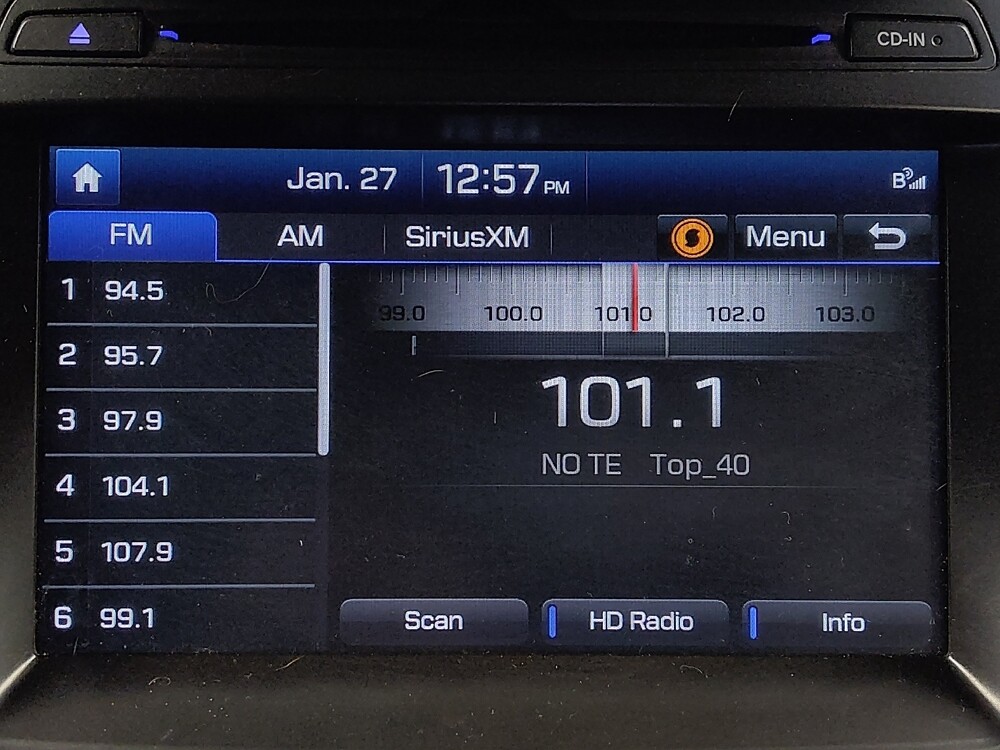 CD-IN
Jan. 27 12:57 PM B
FM AM SiriusXM Menu
1 94.5
2 95.7
3 97.9
4 104.1
5 107.9
6 99.1
99.0 100.0 101.0 102.0 103.0
101.1
NO TE Top_40
Scan HD Radio Info